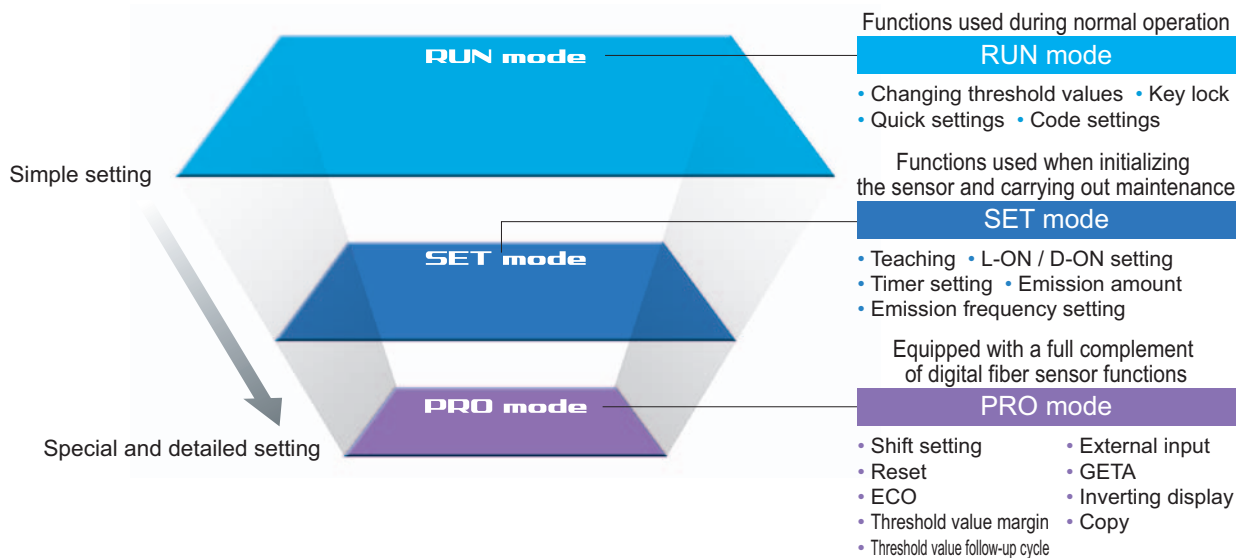 Simple setting
Special and detailed setting
RUN mode
SET mode
PRO mode
Functions used during normal operation
RUN mode
• Changing threshold values • Key lock
• Quick settings • Code settings
Functions used when initializing
the sensor and carrying out maintenance
SET mode
• Teaching • L-ON / D-ON setting
• Timer setting • Emission amount
• Emission frequency setting
Equipped with a full complement
of digital fiber sensor functions
PRO mode
• Shift setting
• Reset
• ECO
• Threshold value margin
• Threshold value follow-up cycle
• External input
• GETA
• Inverting display
• Copy